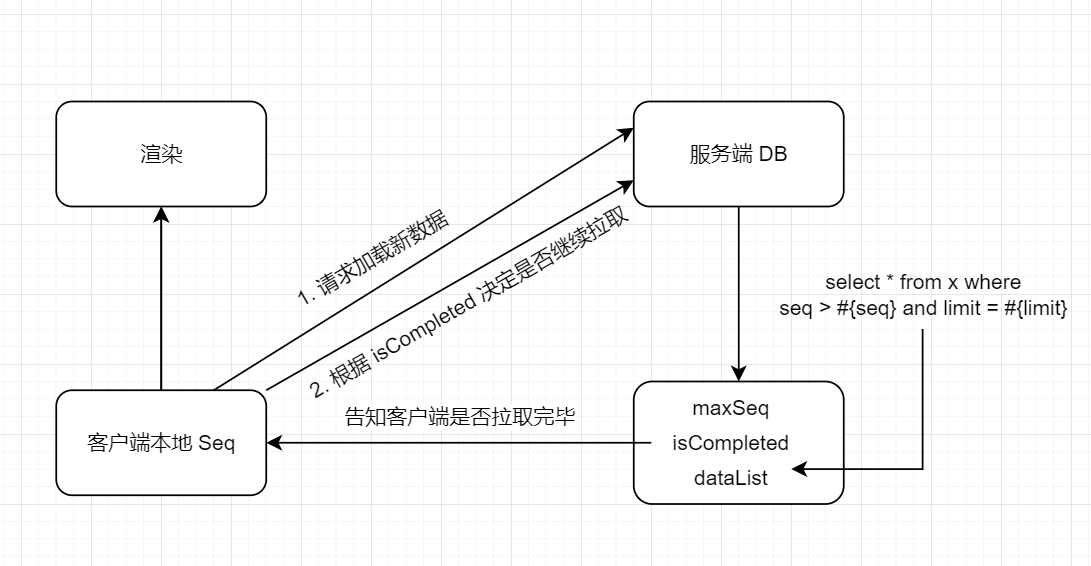 渲染
服务端 DB
1. 请求加载新数据
2. 根据 isCompleted 决定是否继续拉取
select * from x where
seq > #{seq} and limit = #{limit}
客户端本地 Seq
告知客户端是否拉取完毕
maxSeq
isCompleted
dataList